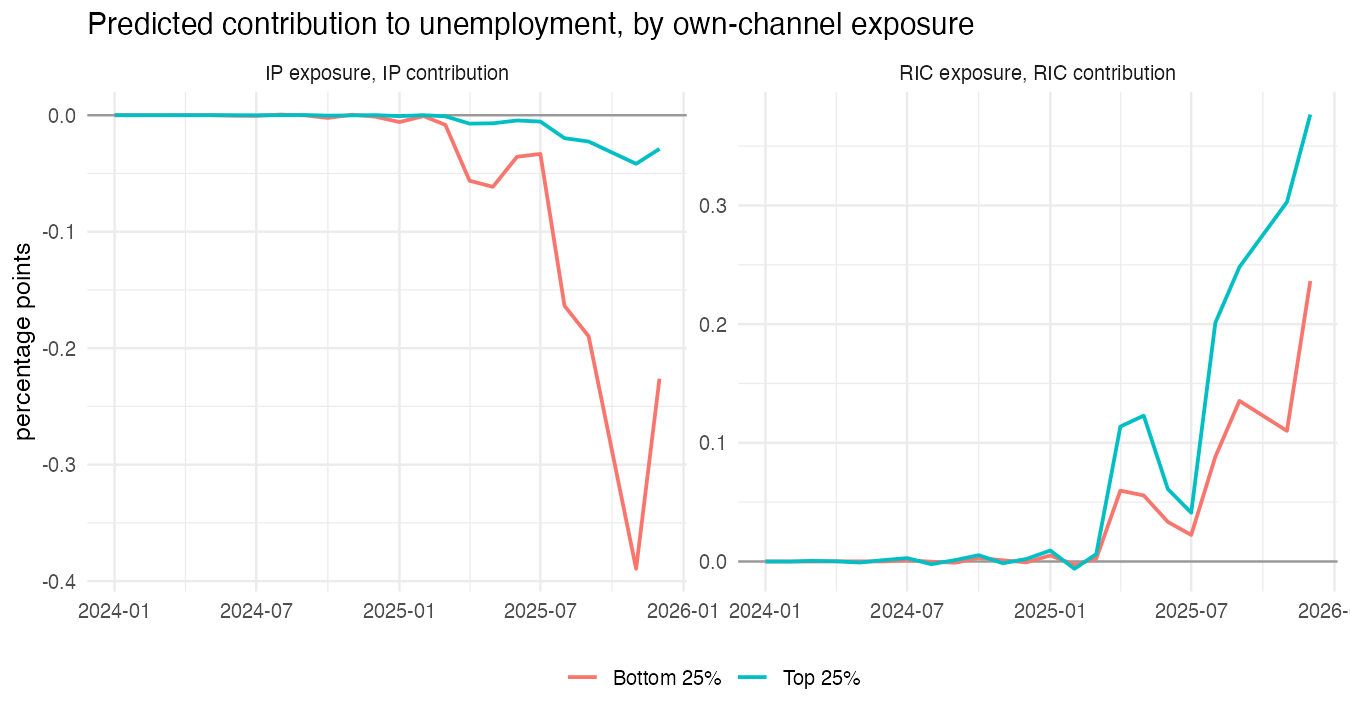 Predicted contribution to unemployment, by own-channel exposure
IP exposure, IP contribution
RIC exposure, RIC contribution
percentage points
0.0
-0.1
-0.2
-0.3
-0.4
0.3
0.2
0.1
0.0
2024-01 2024-07 2025-01 2025-07 2026-01
2024-01 2024-07 2025-01 2025-07 2026-
Bottom 25% Top 25%